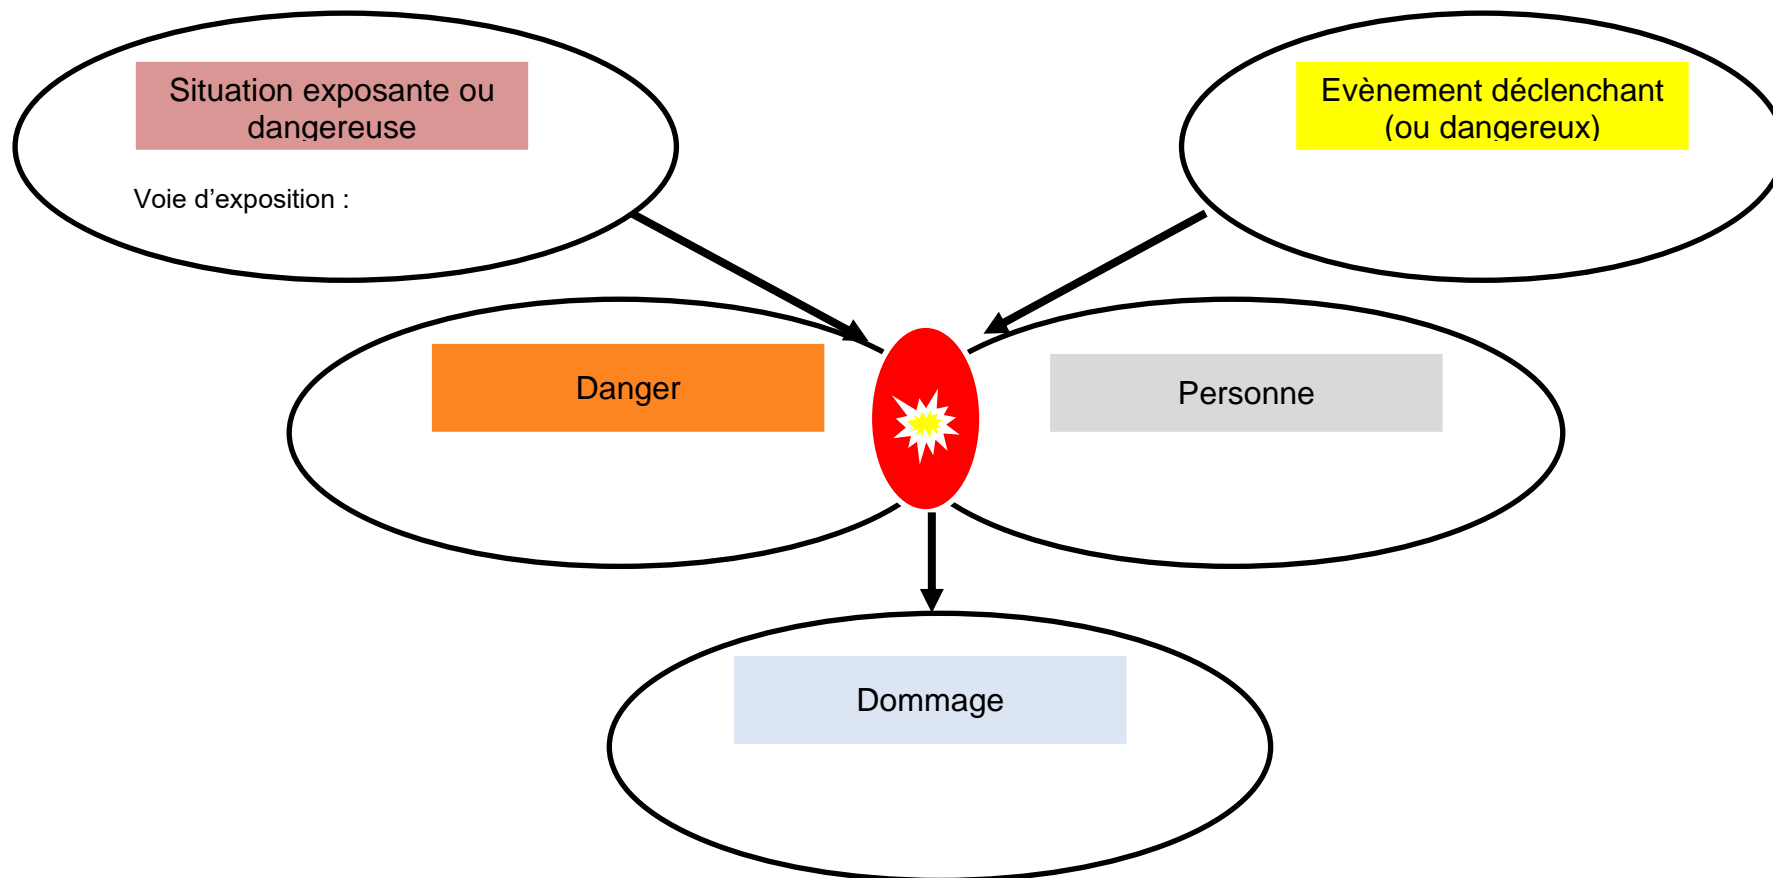 Situation exposante ou
dangereuse
Voie d’exposition :
Evènement déclenchant
(ou dangereux)
Danger
Personne
Dommage